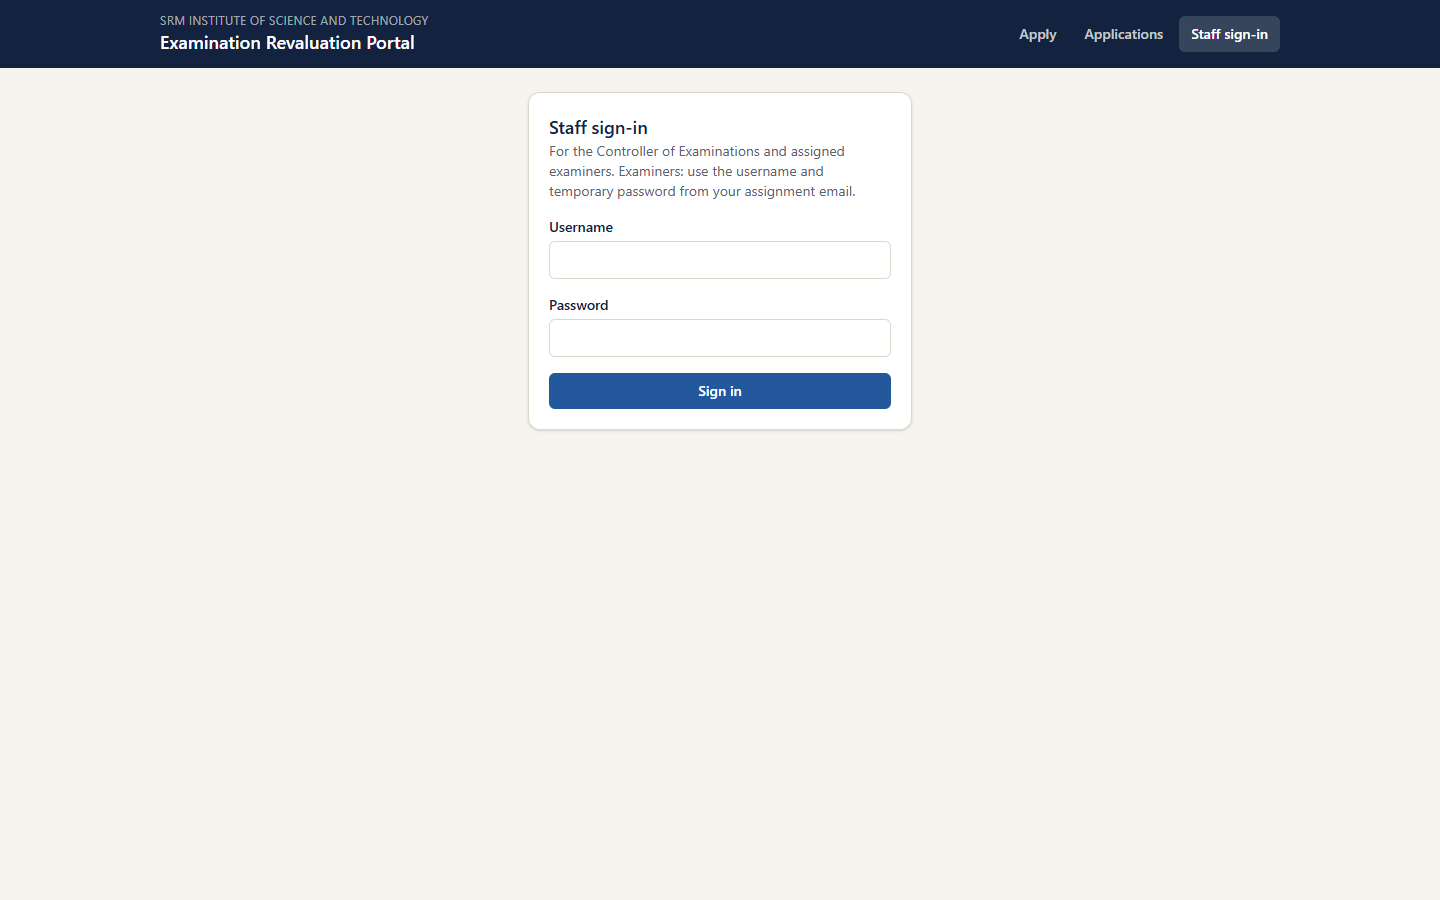 SRM INSTITUTE OF SCIENCE AND TECHNOLOGY
Examination Revaluation Portal
Apply
Applications
Staff sign-in
Staff sign-in
For the Controller of Examinations and assigned
examiners. Examiners: use the username and
temporary password from your assignment email.
Username
Password
Sign in